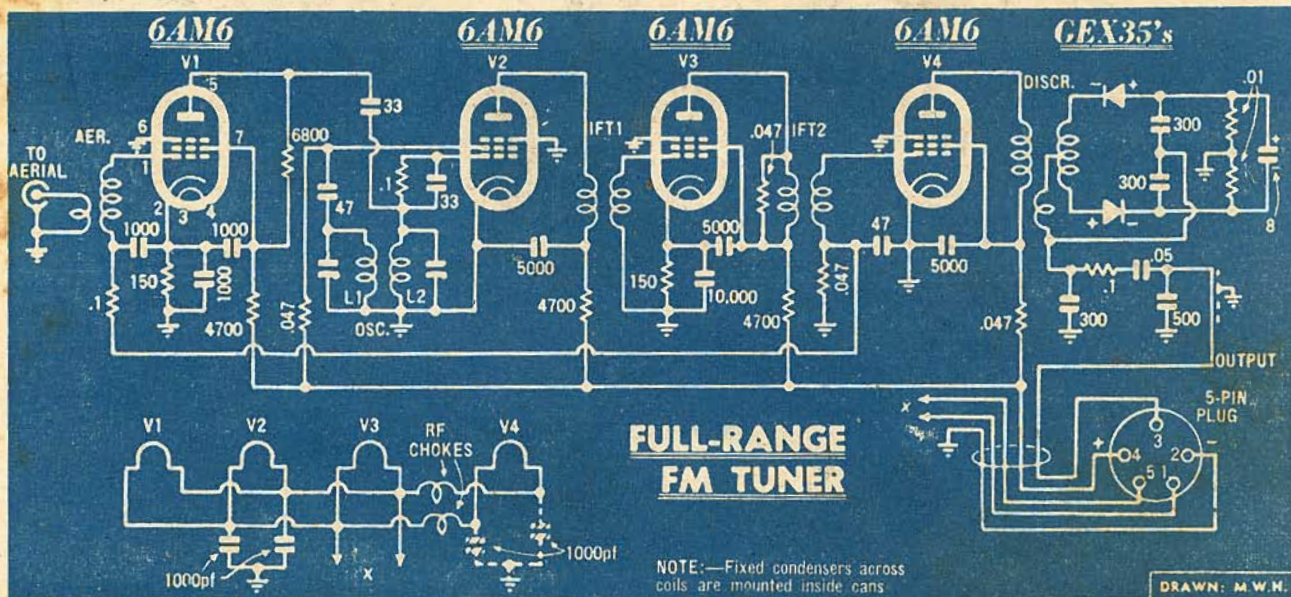 6AM6 6AM6 6AM6 6AM6 GEX35's
V1 V2 V3 V4
DISCR.
5
6
7
1
2
3
4
AER.
TO
AERIAL
6800
33
.1
33
47
IFT1
.047
IFT2
- +
+ -
.01
300
300
8
1000
1000
150
1000
.1
4700
.047
L1
L2
OSC.
5000
4700
5000
150
10,000
4700
.047
47
5000
.047
.05
.1
300
500
OUTPUT
5-PIN
PLUG
X
3
+ 4 2 -
5 1
V1 V2 V3 V4
RF
CHOKES
1000pf
X
1000pf
FULL-RANGE
FM TUNER
NOTE:—Fixed condensers across
coils are mounted inside cans
DRAWN: M.W.H.